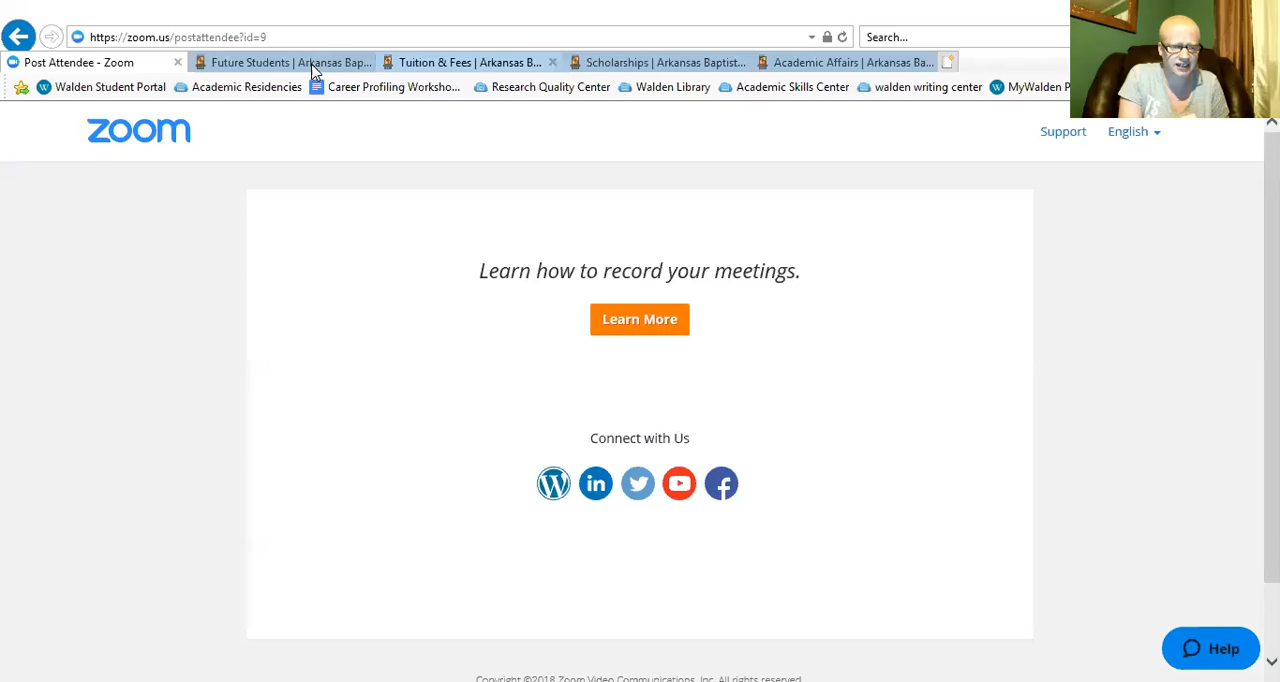 https://zoom.us/postattendee?id=9
Search...
Post Attendee - Zoom
Future Students | Arkansas Bap...
Tuition & Fees | Arkansas B...
Scholarships | Arkansas Baptist...
Academic Affairs | Arkansas Ba...
Walden Student Portal
Academic Residencies
Career Profiling Worksho...
Research Quality Center
Walden Library
Academic Skills Center
walden writing center
MyWalden P
zoom
Support
English
Learn how to record your meetings.
Learn More
Connect with Us
Help
Copyright ©2018 Zoom Video Communications, Inc. All rights reserved.